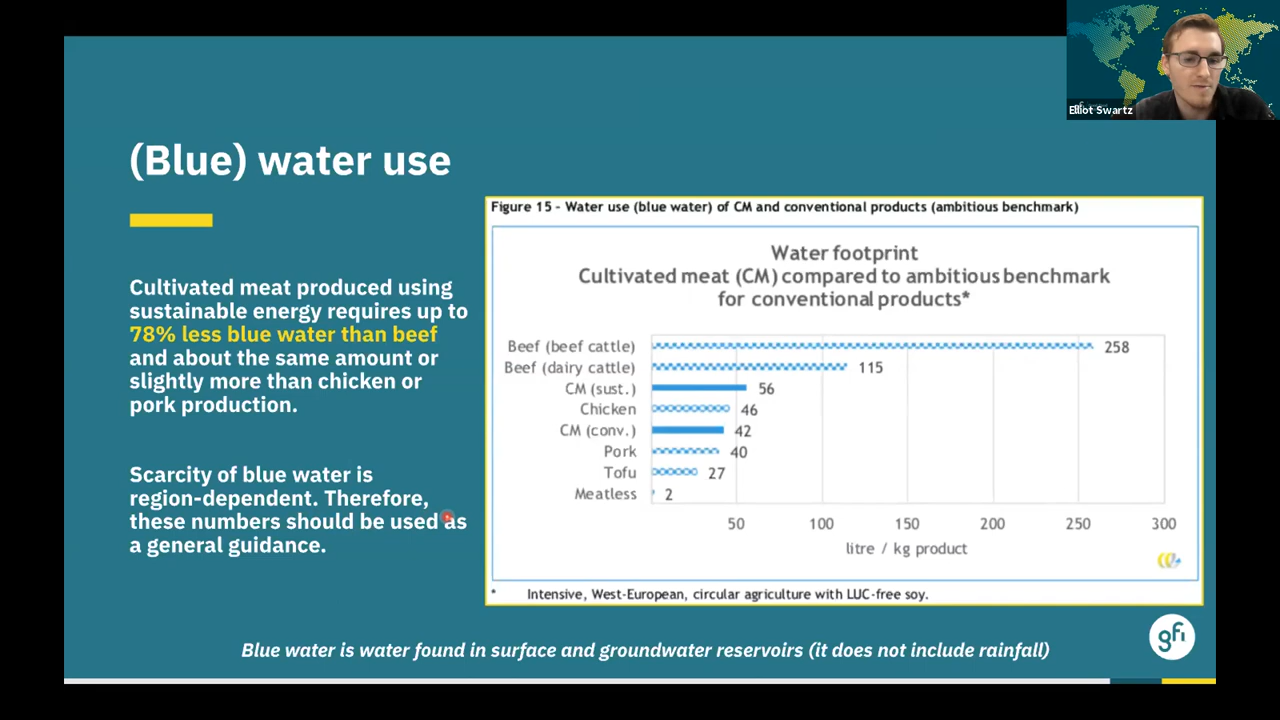 Elliot Swartz
(Blue) water use
Cultivated meat produced using
sustainable energy requires up to
78% less blue water than beef
and about the same amount or
slightly more than chicken or
pork production.
Scarcity of blue water is
region-dependent. Therefore,
these numbers should be used as
a general guidance.
Figure 15 - Water use (blue water) of CM and conventional products (ambitious benchmark)
Water footprint
Cultivated meat (CM) compared to ambitious benchmark
for conventional products*
Beef (beef cattle) 258
Beef (dairy cattle) 115
CM (sust.) 56
Chicken 46
CM (conv.) 42
Pork 40
Tofu 27
Meatless 2
50 100 150 200 250 300
litre / kg product
* Intensive, West-European, circular agriculture with LUC-free soy.
Blue water is water found in surface and groundwater reservoirs (it does not include rainfall)
gfi